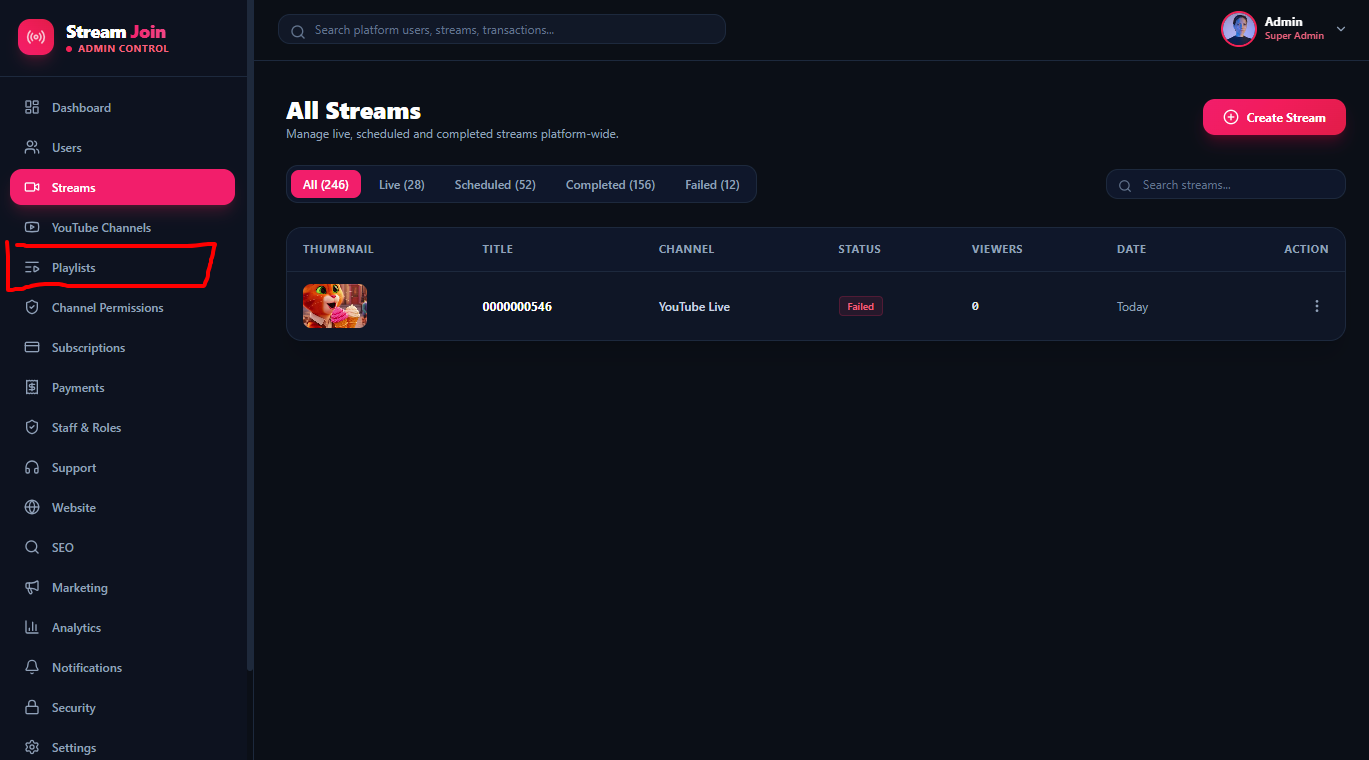 Stream Join
ADMIN CONTROL
Search platform users, streams, transactions...
Admin
Super Admin
Dashboard
Users
Streams
YouTube Channels
Playlists
Channel Permissions
Subscriptions
Payments
Staff & Roles
Support
Website
SEO
Marketing
Analytics
Notifications
Security
Settings
All Streams
Manage live, scheduled and completed streams platform-wide.
Create Stream
All (246) Live (28) Scheduled (52) Completed (156) Failed (12)
Search streams...
THUMBNAIL TITLE CHANNEL STATUS VIEWERS DATE ACTION
0000000546 YouTube Live Failed 0 Today